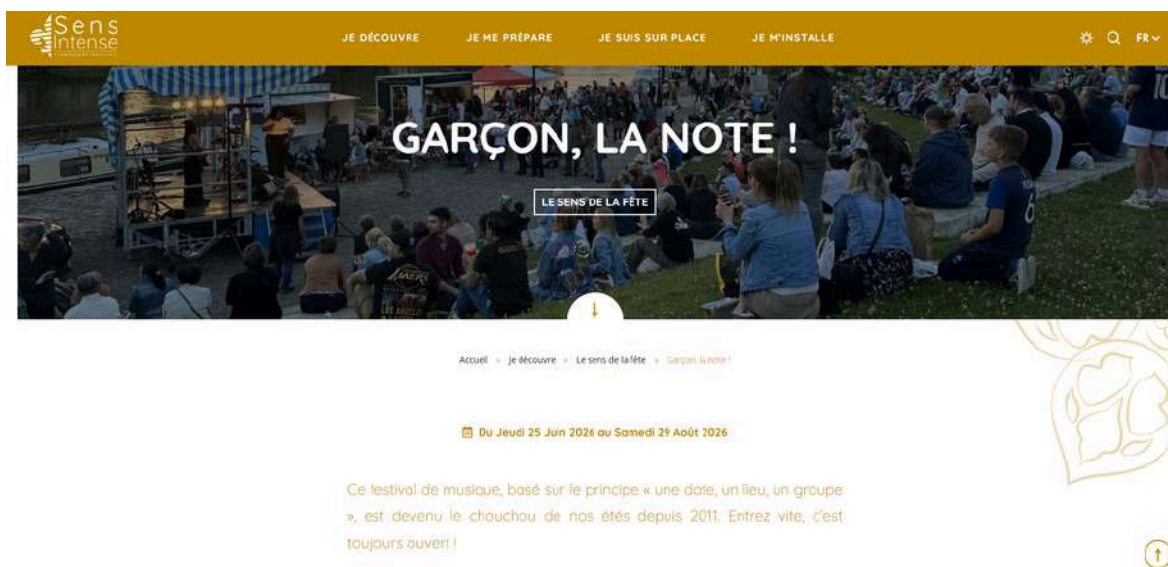 Sens
Intense
JE DÉCOUVRE JE ME PRÉPARE JE SUIS SUR PLACE JE M'INSTALLE FR
GARÇON, LA NOTE !
LE SENS DE LA FÊTE
Accueil » Je découvre » Le sens de la fête » Garçon, la note !
Du Jeudi 25 Juin 2026 au Samedi 29 Août 2026
Ce festival de musique, basé sur le principe « une date, un lieu, un groupe
», est devenu le chouchou de nos étés depuis 2011. Entrez vite, c'est
toujours ouvert !